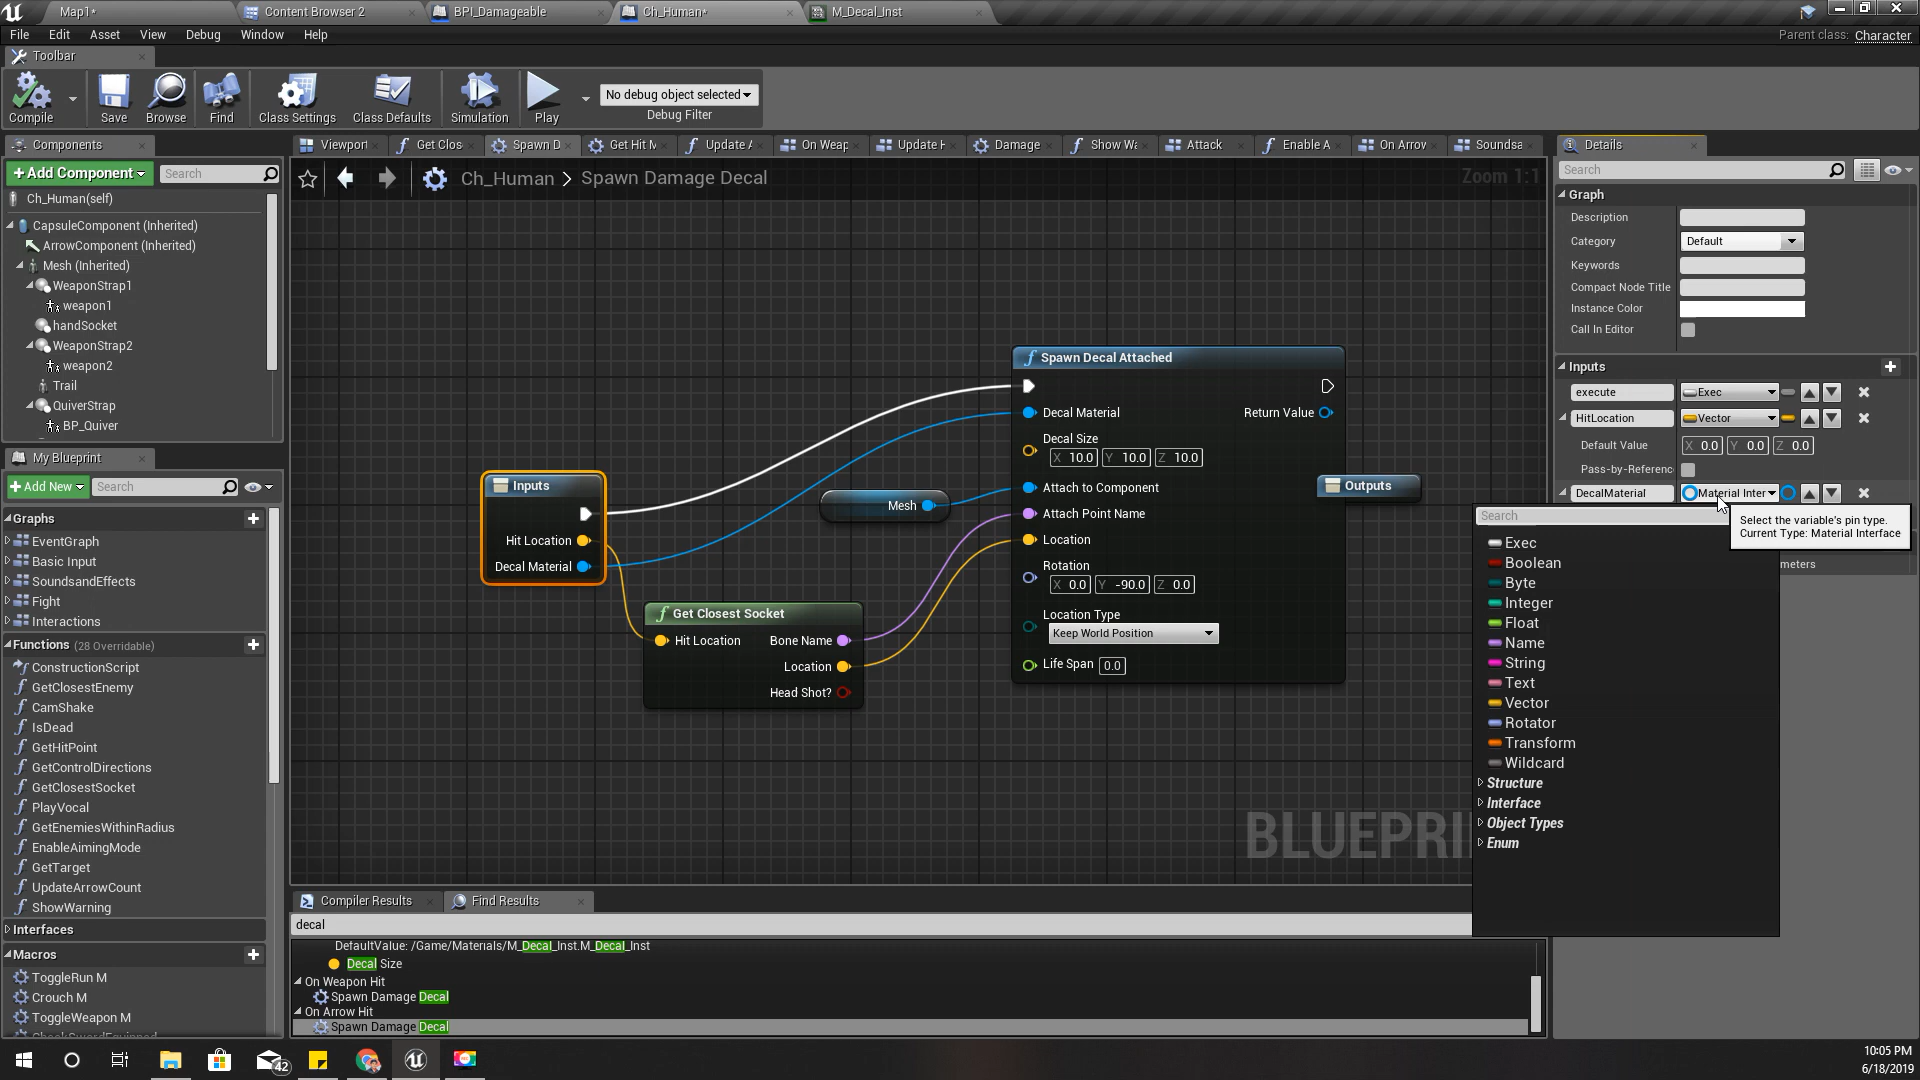 Map1*
Content Browser 2
BPI_Damageable
Ch_Human*
M_Decal_Inst
File Edit Asset View Debug Window Help
Parent class: Character
Toolbar
Compile
Save
Browse
Find
Class Settings
Class Defaults
Simulation
Play
No debug object selected
Debug Filter
Components
+Add Component
Search
Ch_Human(self)
CapsuleComponent (Inherited)
ArrowComponent (Inherited)
Mesh (Inherited)
WeaponStrap1
weapon1
handSocket
WeaponStrap2
weapon2
Trail
QuiverStrap
BP_Quiver
My Blueprint
+Add New
Search
Graphs
EventGraph
Basic Input
SoundsandEffects
Fight
Interactions
Functions (28 Overridable)
ConstructionScript
GetClosestEnemy
CamShake
IsDead
GetHitPoint
GetControlDirections
GetClosestSocket
PlayVocal
GetEnemiesWithinRadius
EnableAimingMode
GetTarget
UpdateArrowCount
ShowWarning
Interfaces
Macros
ToggleRun M
Crouch M
ToggleWeapon M
Viewport
Get Clos
Spawn D
Get Hit M
Update A
On Weap
Update H
Damage
Show Wa
Attack
Enable A
On Arrov
Soundsa
Ch_Human > Spawn Damage Decal
Zoom 1:1
Inputs
Hit Location
Decal Material
Get Closest Socket
Hit Location
Bone Name
Location
Head Shot?
Mesh
Spawn Decal Attached
Decal Material
Return Value
Decal Size
X 10.0 Y 10.0 Z 10.0
Attach to Component
Attach Point Name
Location
Rotation
X 0.0 Y -90.0 Z 0.0
Location Type
Keep World Position
Life Span 0.0
Outputs
BLUEPRI
Compiler Results
Find Results
decal
DefaultValue: /Game/Materials/M_Decal_Inst.M_Decal_Inst
Decal Size
On Weapon Hit
Spawn Damage Decal
On Arrow Hit
Spawn Damage Decal
Details
Search
Graph
Description
Category Default
Keywords
Compact Node Title
Instance Color
Call In Editor
Inputs
execute Exec
HitLocation Vector
Default Value X 0.0 Y 0.0 Z 0.0
Pass-by-Referenc
DecalMaterial Material Inter
Search
Select the variable's pin type.
Current Type: Material Interface
meters
Exec
Boolean
Byte
Integer
Float
Name
String
Text
Vector
Rotator
Transform
Wildcard
Structure
Interface
Object Types
Enum
42
10:05 PM
6/18/2019